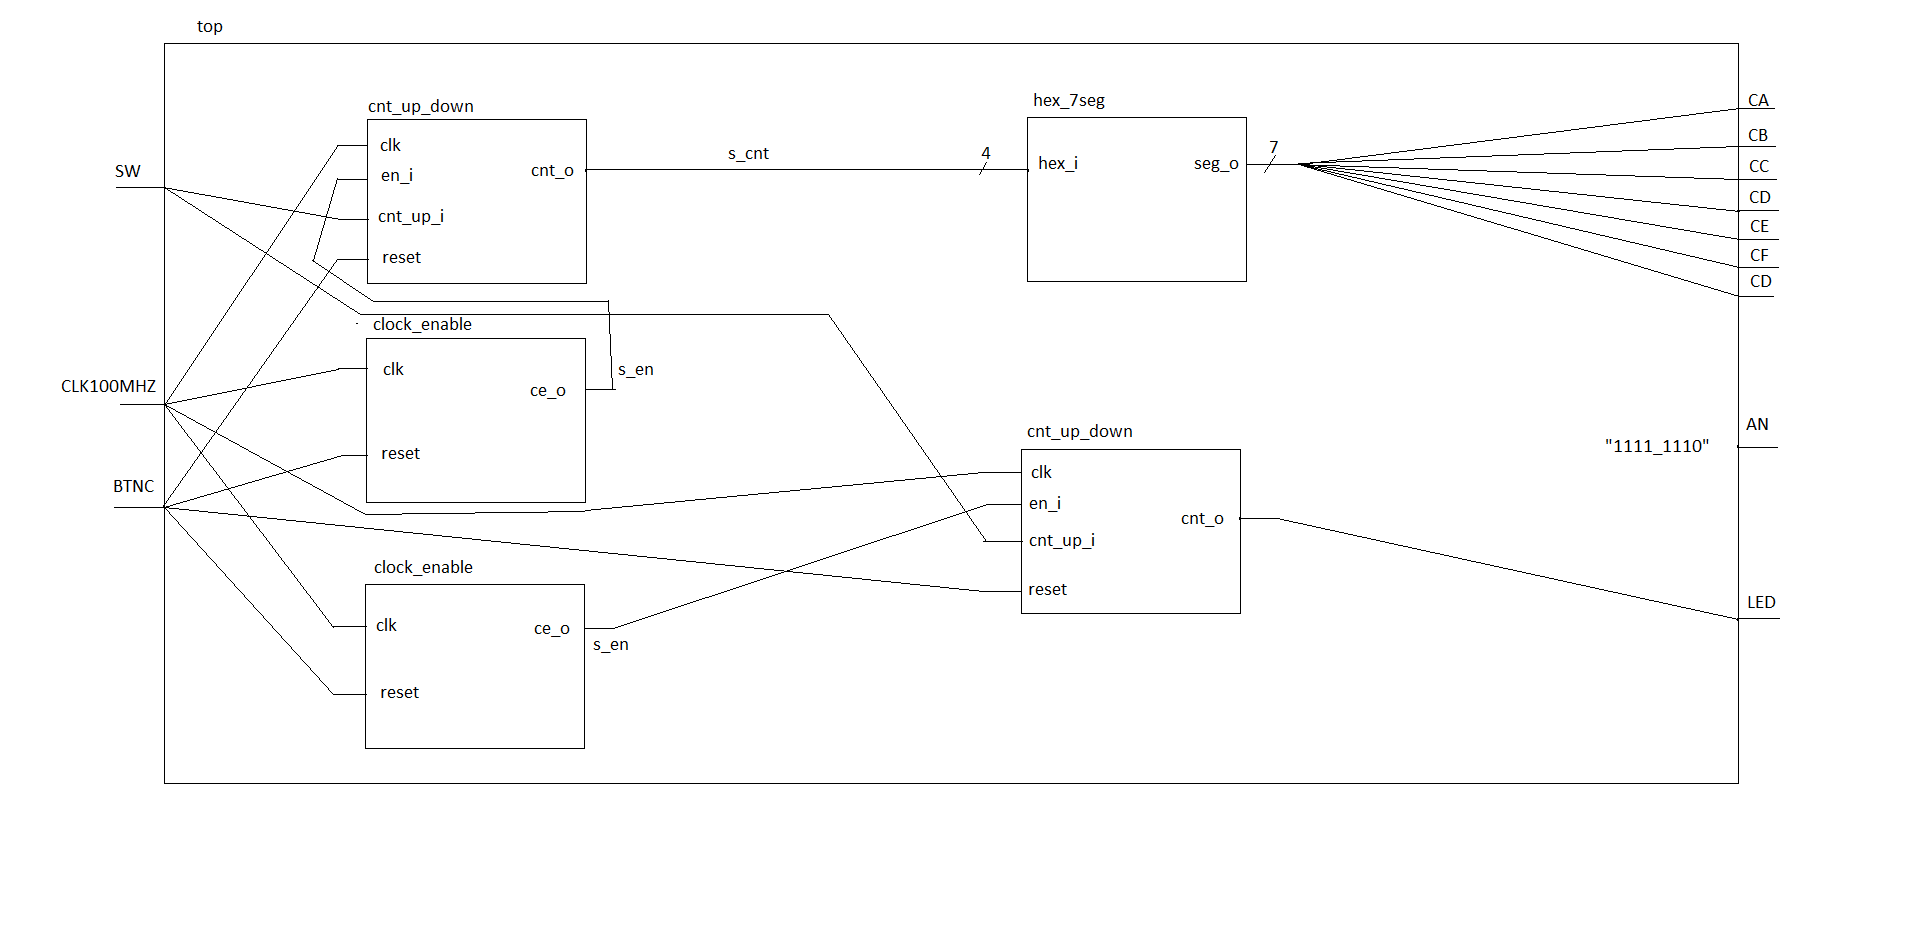 top
cnt_up_down
clk
en_i
cnt_up_i
reset
cnt_o
s_cnt
4
hex_7seg
hex_i
seg_o
7
CA
CB
CC
CD
CE
CF
CD
SW
clock_enable
clk
ce_o
reset
s_en
CLK100MHZ
BTNC
cnt_up_down
clk
en_i
cnt_up_i
reset
cnt_o
AN
"1111_1110"
LED
clock_enable
clk
ce_o
reset
s_en